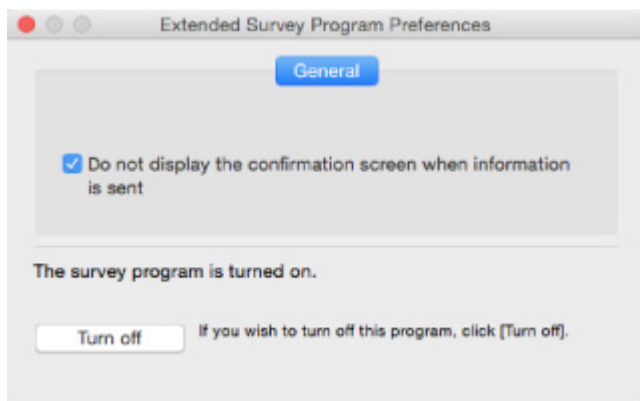 Extended Survey Program Preferences
General
Do not display the confirmation screen when information
is sent
The survey program is turned on.
Turn off
If you wish to turn off this program, click [Turn off].